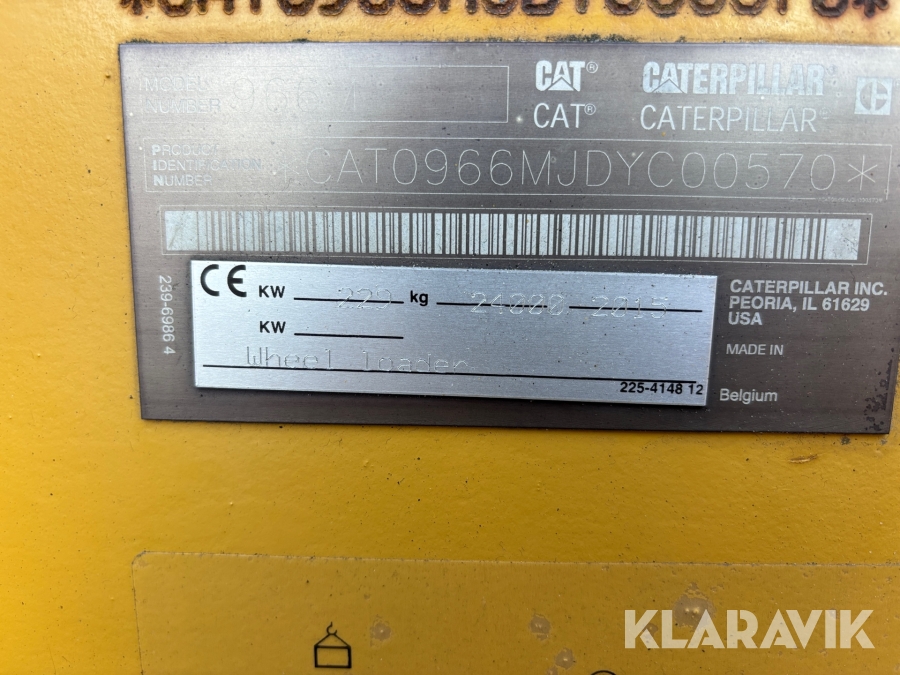 MODEL
NUMBER
CAT® CATERPILLAR
CAT® CATERPILLAR
PRODUCT
IDENTIFICATION
NUMBER
*CAT0966MJDYC00570*
239-6986 4
CE KW 229 kg 24000 2015
KW
Wheel loader
225-4148 12
CATERPILLAR INC.
PEORIA, IL 61629
USA
MADE IN
Belgium
KLARAVIK